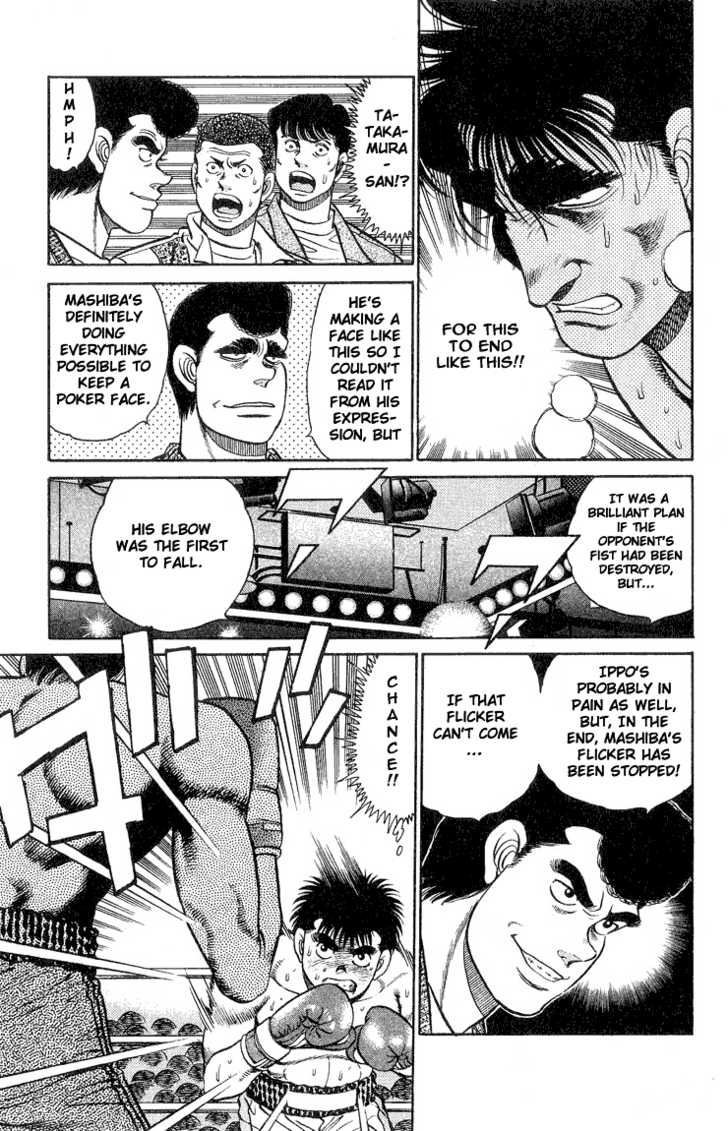 FOR THIS
TO END
LIKE THIS!!
TA-
TAKA-
MURA
-
SAN!?
HMPH!
HE'S
MAKING A
FACE LIKE
THIS SO I
COULDN'T
READ IT
FROM HIS
EXPRES-
SION, BUT
MASHIBA'S
DEFINITELY
DOING
EVERYTHING
POSSIBLE TO
KEEP A
POKER FACE.
IT WAS A
BRILLIANT PLAN
IF THE
OPPONENT'S
FIST HAD BEEN
DESTROYED,
BUT...
HIS ELBOW
WAS THE FIRST
TO FALL.
IPPO'S
PROBABLY IN
PAIN AS WELL,
BUT, IN THE
END, MASHIBA'S
FLICKER HAS
BEEN STOPPED!
IF THAT
FLICKER
CAN'T COME
...
CHANCE!!